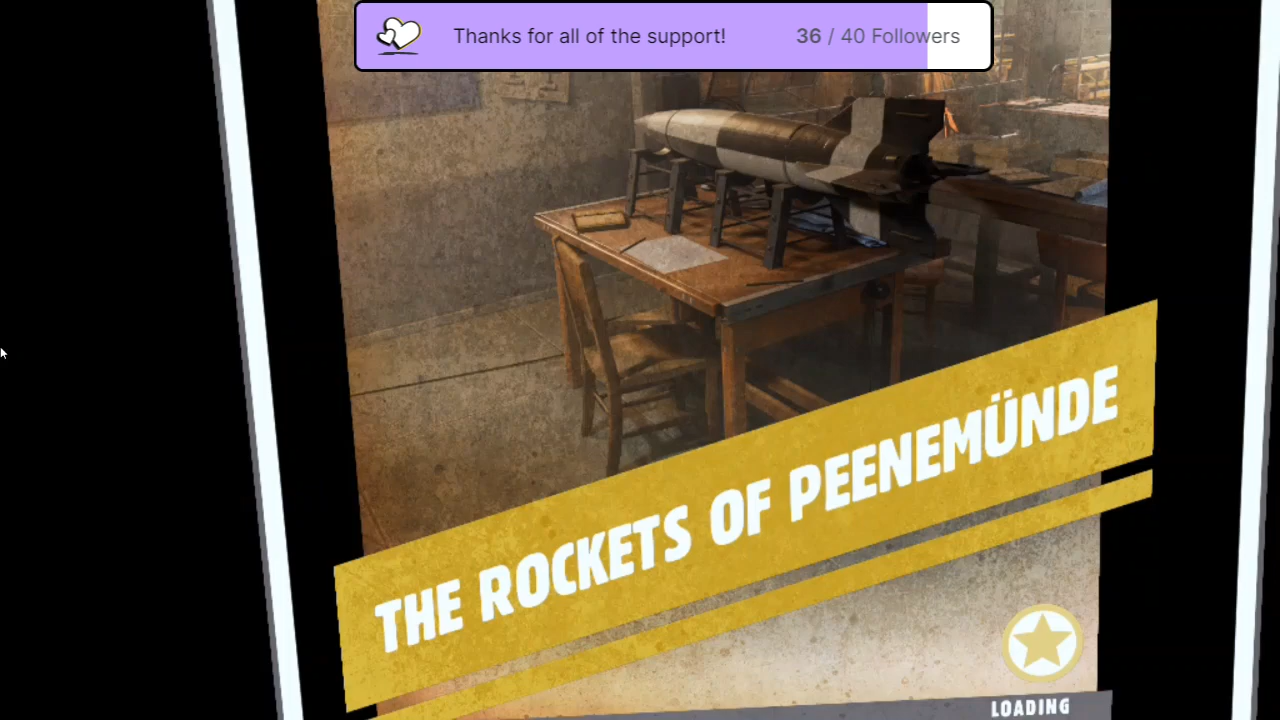 Thanks for all of the support! 36 / 40 Followers
THE ROCKETS OF PEENEMÜNDE
LOADING